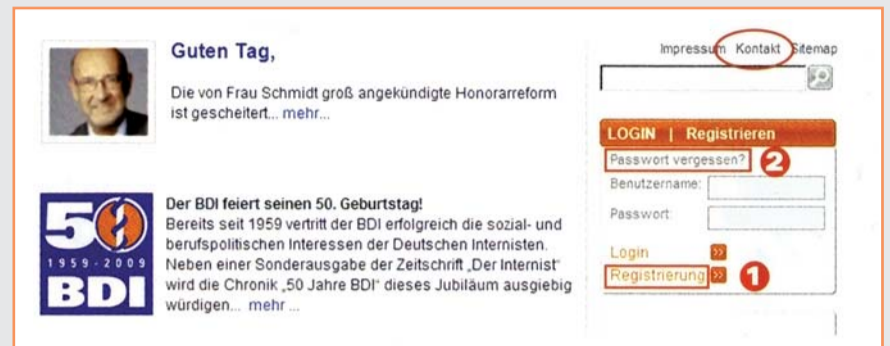 Impressum Kontakt Sitemap
Guten Tag,
Die von Frau Schmidt groß angekündigte Honorarreform
ist gescheitert... mehr...
LOGIN | Registrieren
Passwort vergessen? 2
Benutzername:
Passwort:
Login >>
Registrierung >> 1
50
1959-2009
BDI
Der BDI feiert seinen 50. Geburtstag!
Bereits seit 1959 vertritt der BDI erfolgreich die sozial- und
berufspolitischen Interessen der Deutschen Internisten.
Neben einer Sonderausgabe der Zeitschrift „Der Internist“
wird die Chronik „50 Jahre BDI“ dieses Jubiläum ausgiebig
würdigen... mehr ...